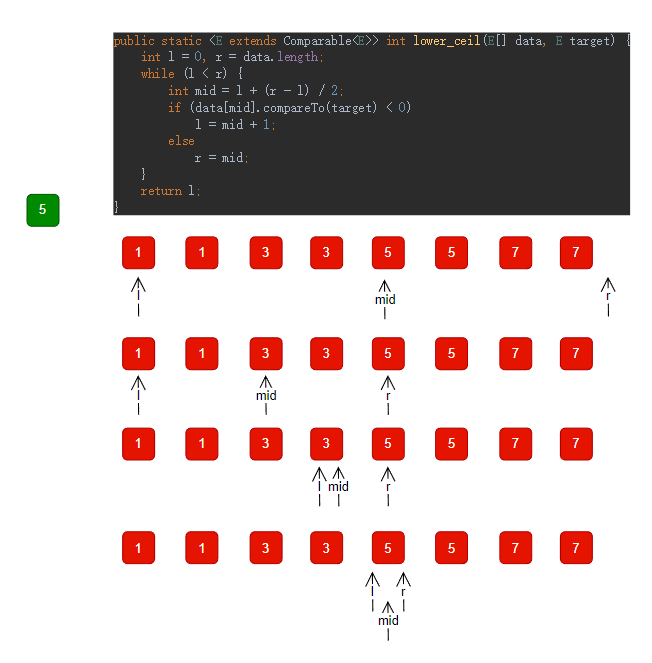 public static <E extends Comparable<E>> int lower_ceil(E[] data, E target) {
int l = 0, r = data.length;
while (l < r) {
int mid = l + (r - l) / 2;
if (data[mid].compareTo(target) < 0)
l = mid + 1;
else
r = mid;
}
return l;
}
5
1 1 3 3 5 5 7 7
l mid r
1 1 3 3 5 5 7 7
l mid r
1 1 3 3 5 5 7 7
l mid r
1 1 3 3 5 5 7 7
l r
mid